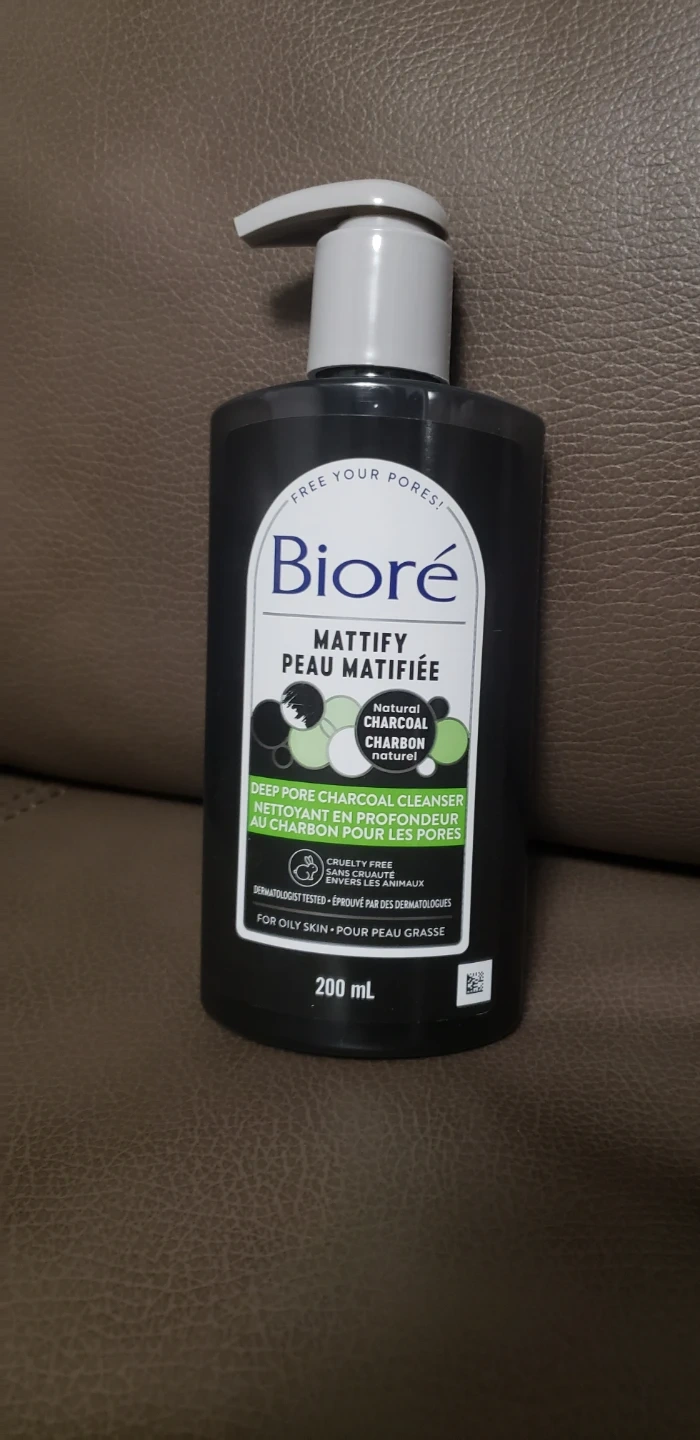 FREE YOUR PORES!
Bioré
MATTIFY
PEAU MATIFIÉE
Natural
CHARCOAL
CHARBON
naturel
DEEP PORE CHARCOAL CLEANSER
NETTOYANT EN PROFONDEUR
AU CHARBON POUR LES PORES
CRUELTY FREE
SANS CRUAUTÉ
ENVERS LES ANIMAUX
DERMATOLOGIST TESTED • ÉPROUVÉ PAR DES DERMATOLOGUES
FOR OILY SKIN • POUR PEAU GRASSE
200 mL